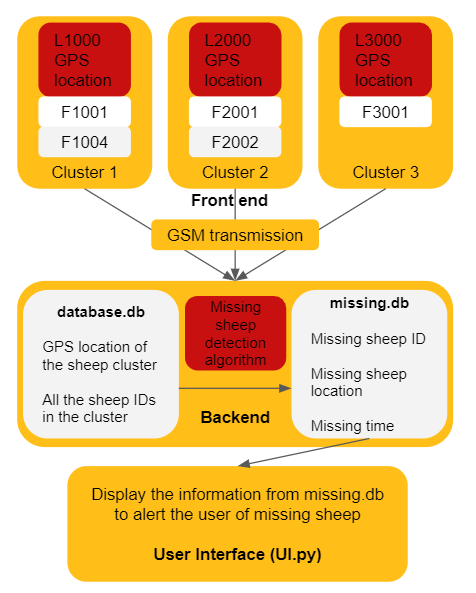 L1000
GPS
location
F1001
F1004
Cluster 1
L2000
GPS
location
F2001
F2002
Cluster 2
L3000
GPS
location
F3001
Cluster 3
Front end
GSM transmission
database.db
GPS location of
the sheep cluster
All the sheep IDs
in the cluster
Missing
sheep
detection
algorithm
Backend
missing.db
Missing sheep ID
Missing sheep
location
Missing time
Display the information from missing.db
to alert the user of missing sheep
User Interface (UI.py)